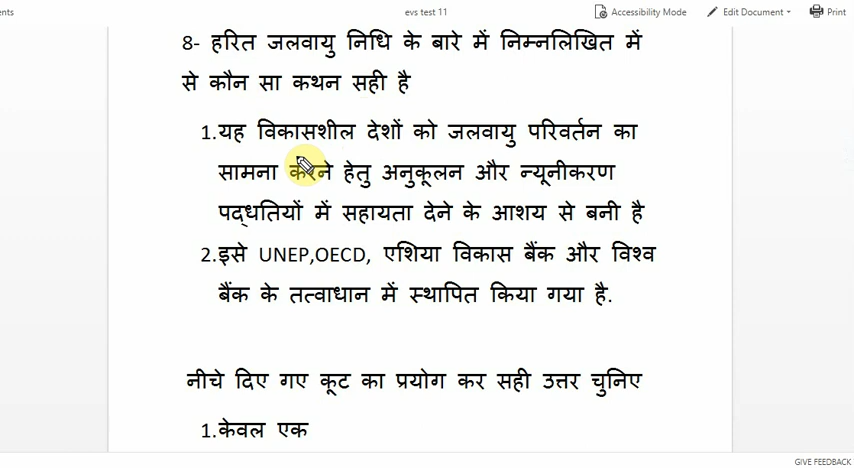 ents
evs test 11
Accessibility Mode
Edit Document
Print
8- हरित जलवायु निधि के बारे में निम्नलिखित में
से कौन सा कथन सही है
1.यह विकासशील देशों को जलवायु परिवर्तन का
सामना करने हेतु अनुकूलन और न्यूनीकरण
पद्धतियों में सहायता देने के आशय से बनी है
2.इसे UNEP,OECD, एशिया विकास बैंक और विश्व
बैंक के तत्वाधान में स्थापित किया गया है.
नीचे दिए गए कूट का प्रयोग कर सही उत्तर चुनिए
1.केवल एक
GIVE FEEDBACK